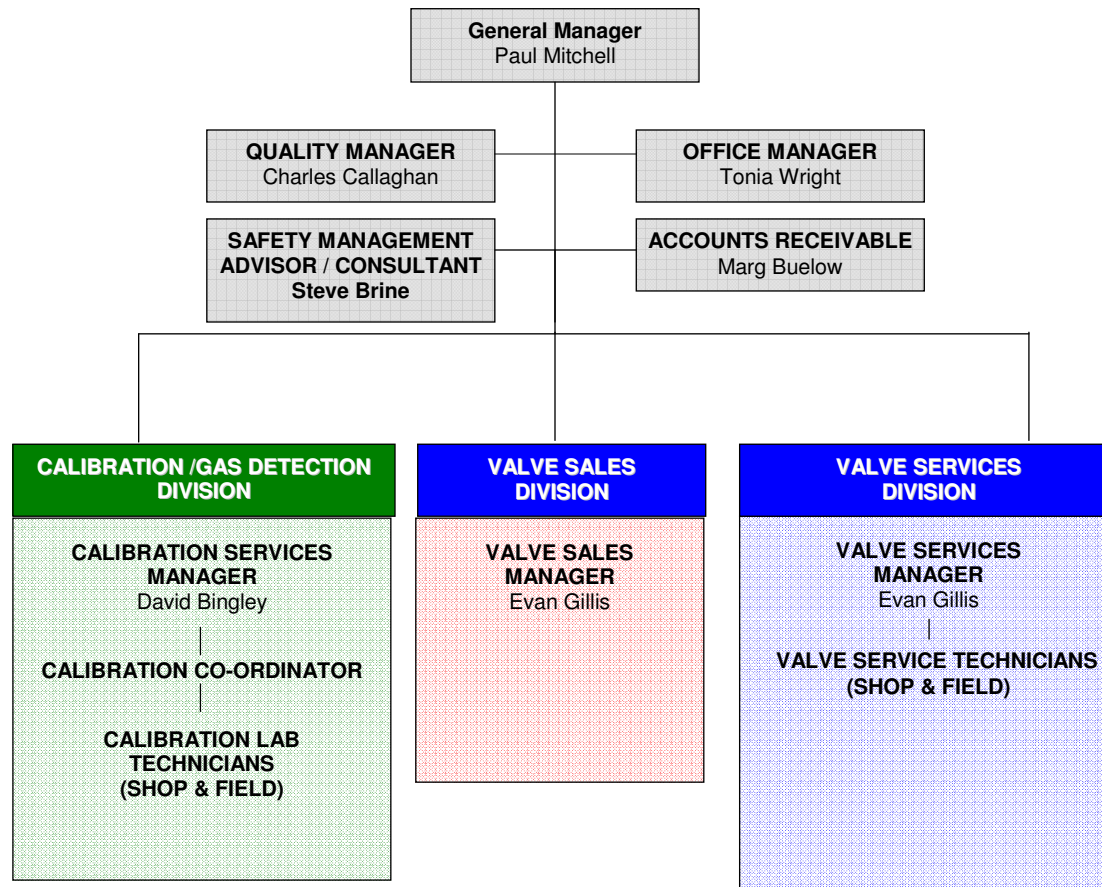 General Manager
Paul Mitchell
QUALITY MANAGER
Charles Callaghan
OFFICE MANAGER
Tonia Wright
SAFETY MANAGEMENT
ADVISOR / CONSULTANT
Steve Brine
ACCOUNTS RECEIVABLE
Marg Buelow
CALIBRATION /GAS DETECTION
DIVISION
CALIBRATION SERVICES
MANAGER
David Bingley
CALIBRATION CO-ORDINATOR
CALIBRATION LAB
TECHNICIANS
(SHOP & FIELD)
VALVE SALES
DIVISION
VALVE SALES
MANAGER
Evan Gillis
VALVE SERVICES
DIVISION
VALVE SERVICES
MANAGER
Evan Gillis
VALVE SERVICE TECHNICIANS
(SHOP & FIELD)